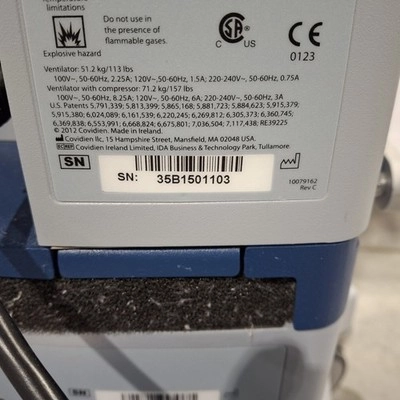 Temperature
limitations
Explosive hazard
Do not use in
the presence of
flammable gases.
SA
C US
CE
0123
Ventilator: 51.2 kg/113 lbs
100V~, 50-60Hz, 2.25A; 120V~, 50-60Hz, 1.5A; 220-240V~, 50-60Hz, 0.75A
Ventilator with compressor: 71.2 kg/157 lbs
100V~, 50-60Hz, 8.25A; 120V~, 50-60Hz, 6A; 220-240V~, 50-60Hz, 3A
U.S. Patents 5,791,339; 5,813,399; 5,865,168; 5,881,723; 5,884,623; 5,915,379;
5,915,380; 6,024,089; 6,161,539; 6,220,245; 6,269,812; 6,305,373; 6,360,745;
6,369,838; 6,553,991; 6,668,824; 6,675,801; 7,036,504; 7,117,438; RE39225
© 2012 Covidien. Made in Ireland.
Covidien llc, 15 Hampshire Street, Mansfield, MA 02048 USA.
EC REP Covidien Ireland Limited, IDA Business & Technology Park, Tullamore.
SN
SN: 35B1501103
10079162
Rev C
SN